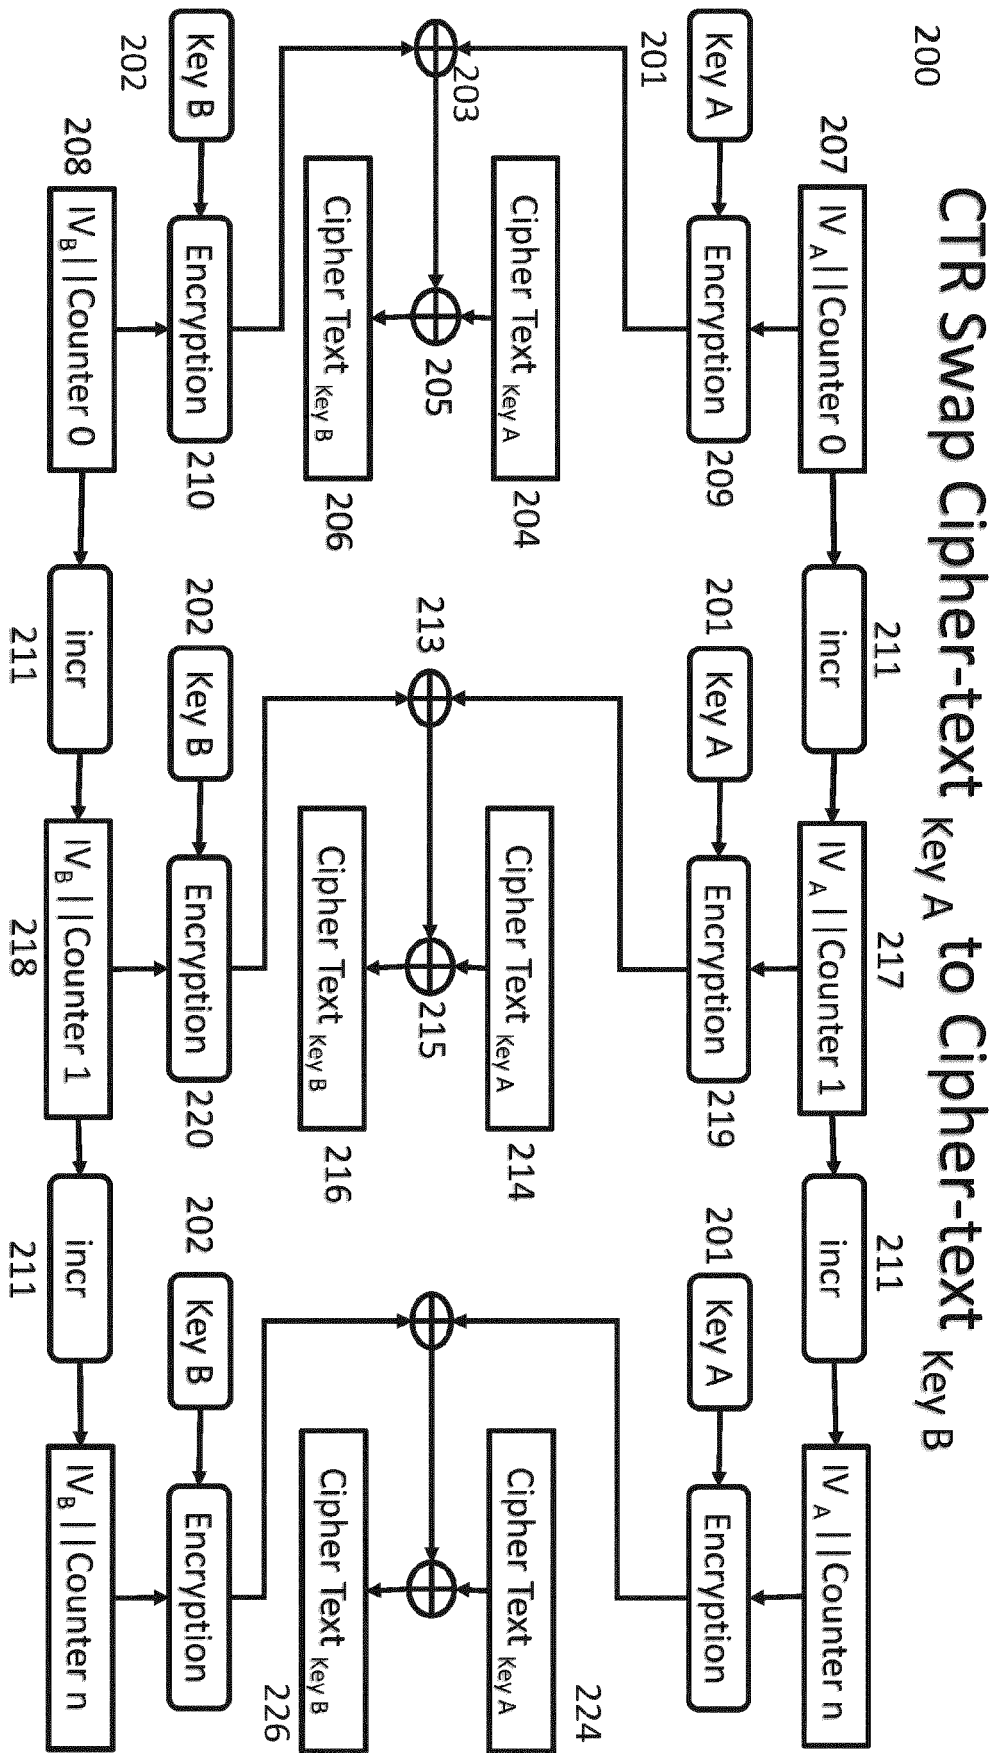 200
CTR Swap Cipher-text Key A to Cipher-text Key B
207
IV A ||Counter 0
211
incr
217
IV A ||Counter 1
211
incr
IV A ||Counter n
201
Key A
Encryption
209
201
Key A
Encryption
219
201
Key A
Encryption
224
Cipher Text Key A
204
Cipher Text Key A
214
Cipher Text Key A
203
205
213
215
Cipher Text Key B
206
Cipher Text Key B
216
Cipher Text Key B
226
202
Key B
Encryption
210
202
Key B
Encryption
220
202
Key B
Encryption
208
IV B ||Counter 0
211
incr
218
IV B ||Counter 1
211
incr
IV B ||Counter n